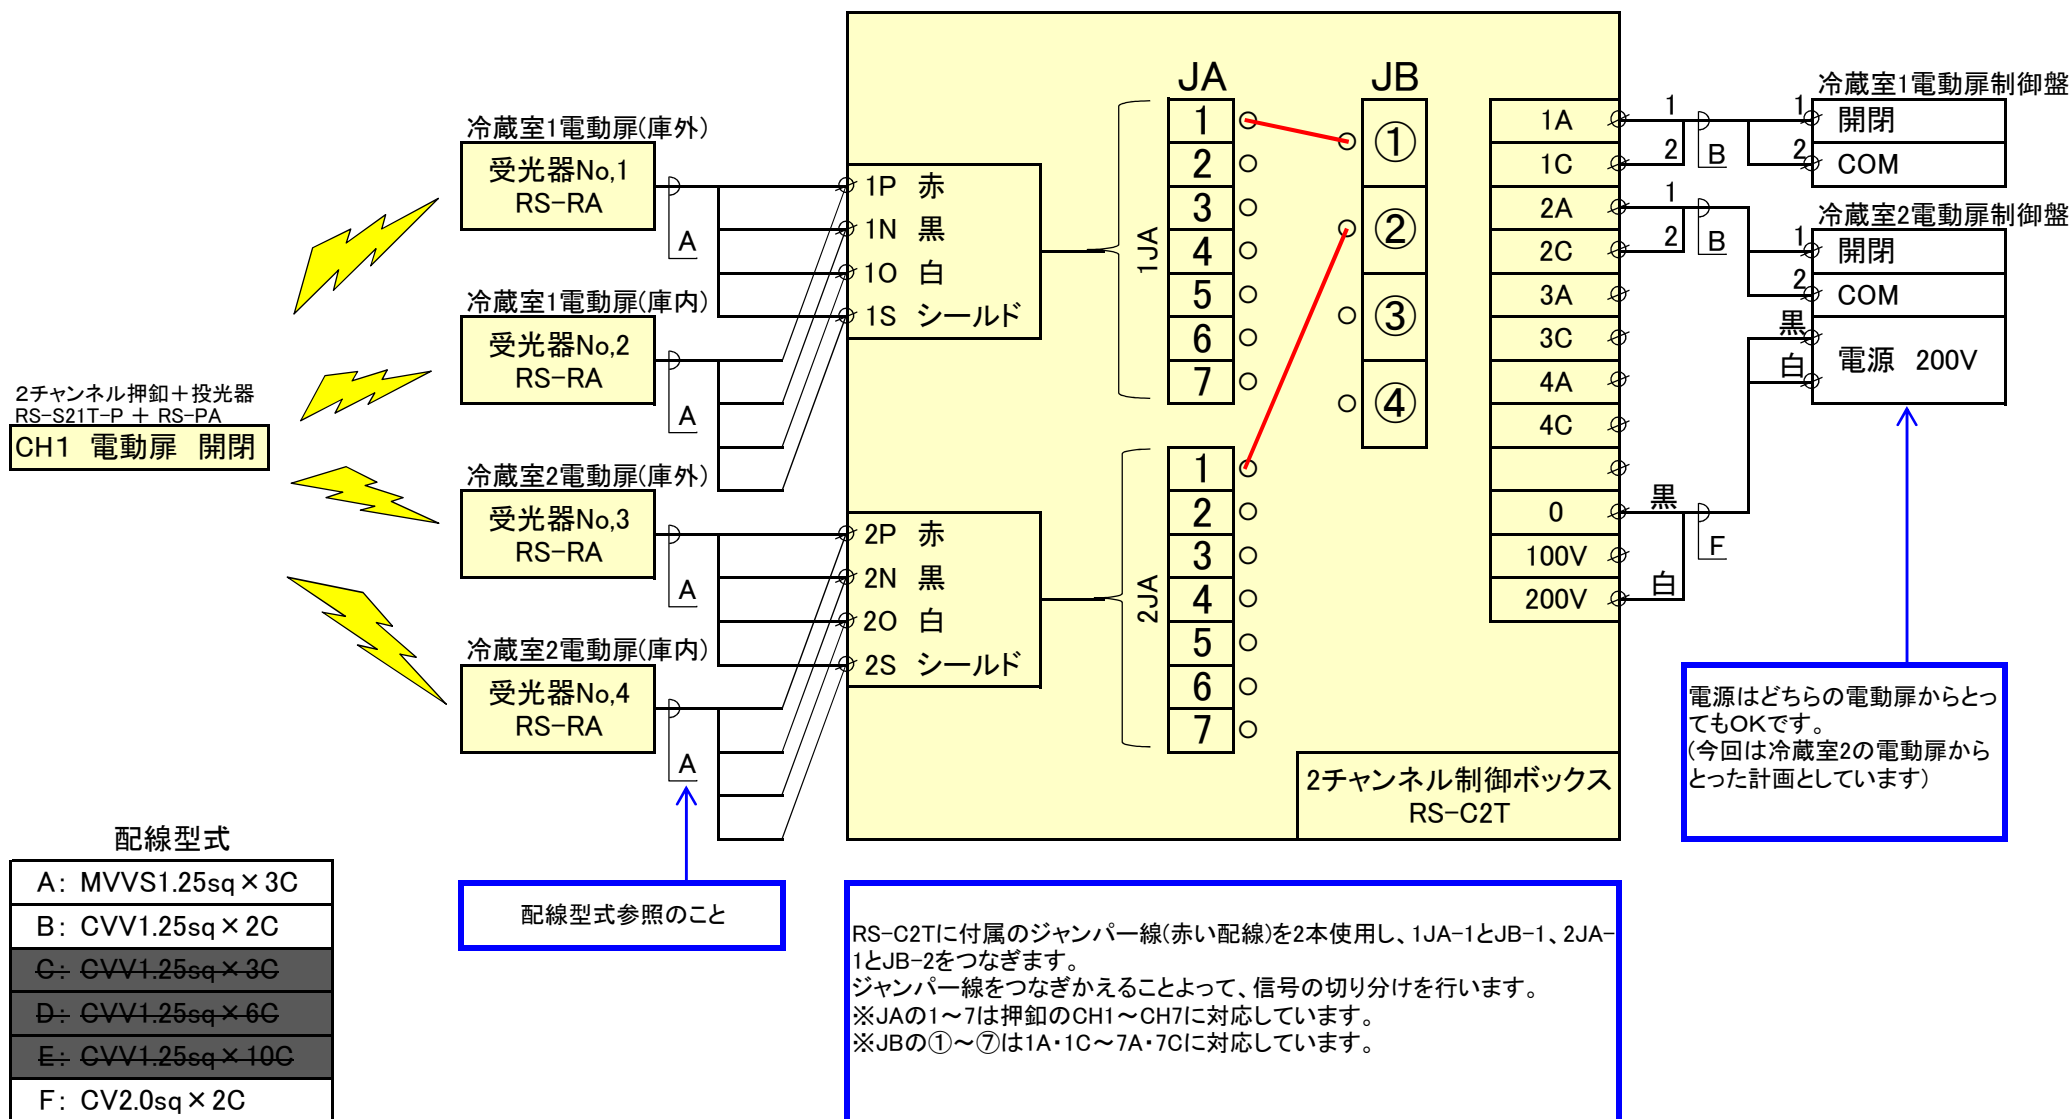 2チャンネル押釦＋投光器
RS-S21T-P ＋ RS-PA
CH1 電動扉 開閉
冷蔵室1電動扉(庫外)
受光器No,1
RS-RA
A
冷蔵室1電動扉(庫内)
受光器No,2
RS-RA
A
冷蔵室2電動扉(庫外)
受光器No,3
RS-RA
A
冷蔵室2電動扉(庫内)
受光器No,4
RS-RA
A
1P 赤
1N 黒
1O 白
1S シールド
2P 赤
2N 黒
2O 白
2S シールド
JA
1JA
1
2
3
4
5
6
7
2JA
1
2
3
4
5
6
7
JB
①
②
③
④
1A
1C
2A
2C
3A
3C
4A
4C
0
100V
200V
2チャンネル制御ボックス
RS-C2T
1
2
B
1
2
B
黒
白
F
冷蔵室1電動扉制御盤
1
開閉
2
COM
冷蔵室2電動扉制御盤
1
開閉
2
COM
黒
白
電源 200V
電源はどちらの電動扉からとっ
てもOKです。
(今回は冷蔵室2の電動扉から
とった計画としています)
配線型式
A: MVVS1.25sq×3C
B: CVV1.25sq×2C
C: CVV1.25sq×3C
D: CVV1.25sq×6C
E: CVV1.25sq×10C
F: CV2.0sq×2C
配線型式参照のこと
RS-C2Tに付属のジャンパー線(赤い配線)を2本使用し、1JA-1とJB-1、2JA-
1とJB-2をつなぎます。
ジャンパー線をつなぎかえることよって、信号の切り分けを行います。
※JAの1～7は押釦のCH1～CH7に対応しています。
※JBの①～⑦は1A・1C～7A・7Cに対応しています。